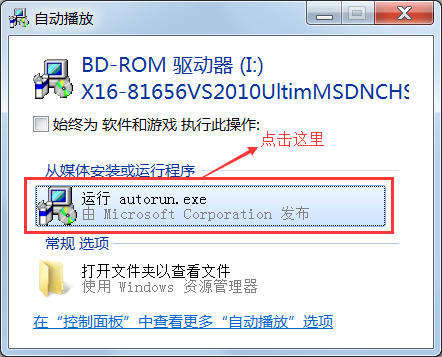 自动播放
BD-ROM 驱动器 (I:)
X16-81656VS2010UltimMSDNCHS
始终为 软件和游戏 执行此操作:
点击这里
从媒体安装或运行程序
运行 autorun.exe
由 Microsoft Corporation 发布
常规 选项
打开文件夹以查看文件
使用 Windows 资源管理器
在“控制面板”中查看更多“自动播放”选项